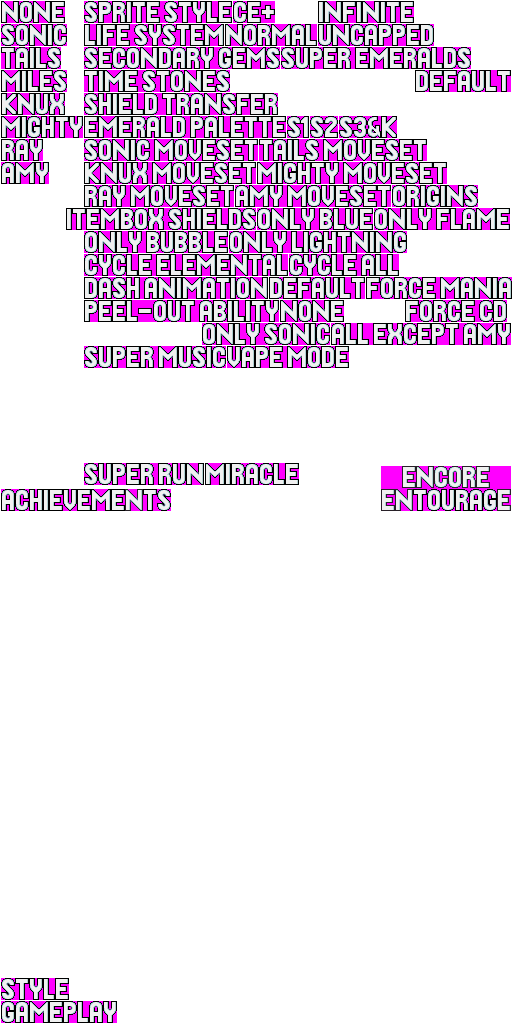 NONE SPRITE STYLE CE+ INFINITE
SONIC LIFE SYSTEM NORMAL UNCAPPED
TAILS SECONDARY GEMS SUPER EMERALDS
MILES TIME STONES DEFAULT
KNUX SHIELD TRANSFER
MIGHTY EMERALD PALETTE S1 S2 S3&K
RAY SONIC MOVESET TAILS MOVESET
AMY KNUX MOVESET MIGHTY MOVESET
RAY MOVESET AMY MOVESET ORIGINS
ITEMBOX SHIELDS ONLY BLUE ONLY FLAME
ONLY BUBBLE ONLY LIGHTNING
CYCLE ELEMENTAL CYCLE ALL
DASH ANIMATION DEFAULT FORCE MANIA
PEEL-OUT ABILITY NONE FORCE CD
ONLY SONIC ALL EXCEPT AMY
SUPER MUSIC VAPE MODE
SUPER RUN MIRACLE ENCORE
ACHIEVEMENTS ENTOURAGE
STYLE
GAMEPLAY